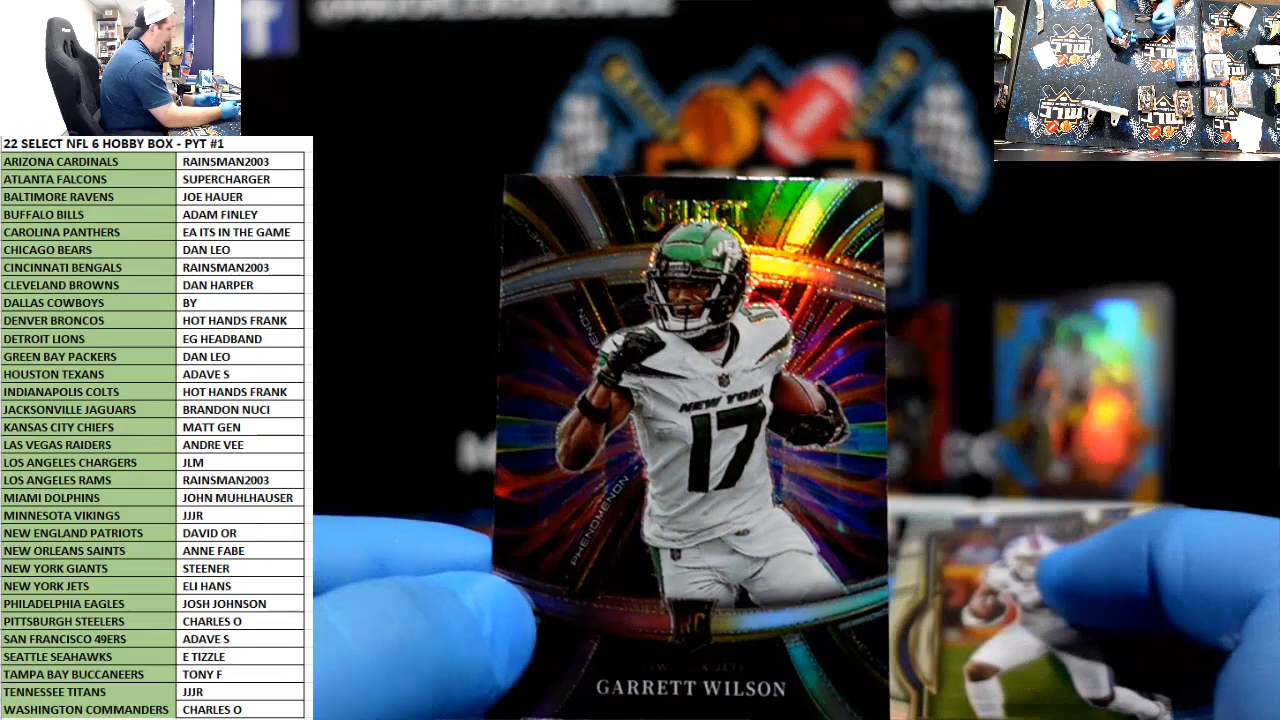 22 SELECT NFL 6 HOBBY BOX - PYT #1
ARIZONA CARDINALS RAINSMAN2003
ATLANTA FALCONS SUPERCHARGER
BALTIMORE RAVENS JOE HAUER
BUFFALO BILLS ADAM FINLEY
CAROLINA PANTHERS EA ITS IN THE GAME
CHICAGO BEARS DAN LEO
CINCINNATI BENGALS RAINSMAN2003
CLEVELAND BROWNS DAN HARPER
DALLAS COWBOYS BY
DENVER BRONCOS HOT HANDS FRANK
DETROIT LIONS EG HEADBAND
GREEN BAY PACKERS DAN LEO
HOUSTON TEXANS ADAVE S
INDIANAPOLIS COLTS HOT HANDS FRANK
JACKSONVILLE JAGUARS BRANDON NUCI
KANSAS CITY CHIEFS MATT GEN
LAS VEGAS RAIDERS ANDRE VEE
LOS ANGELES CHARGERS JLM
LOS ANGELES RAMS RAINSMAN2003
MIAMI DOLPHINS JOHN MUHLHAUSER
MINNESOTA VIKINGS JJJR
NEW ENGLAND PATRIOTS DAVID OR
NEW ORLEANS SAINTS ANNE FABE
NEW YORK GIANTS STEENER
NEW YORK JETS ELI HANS
PHILADELPHIA EAGLES JOSH JOHNSON
PITTSBURGH STEELERS CHARLES O
SAN FRANCISCO 49ERS ADAVE S
SEATTLE SEAHAWKS E TIZZLE
TAMPA BAY BUCCANEERS TONY F
TENNESSEE TITANS JJJR
WASHINGTON COMMANDERS CHARLES O
SELECT
NEW YORK
17
PHENOMENON
RC
GARRETT WILSON